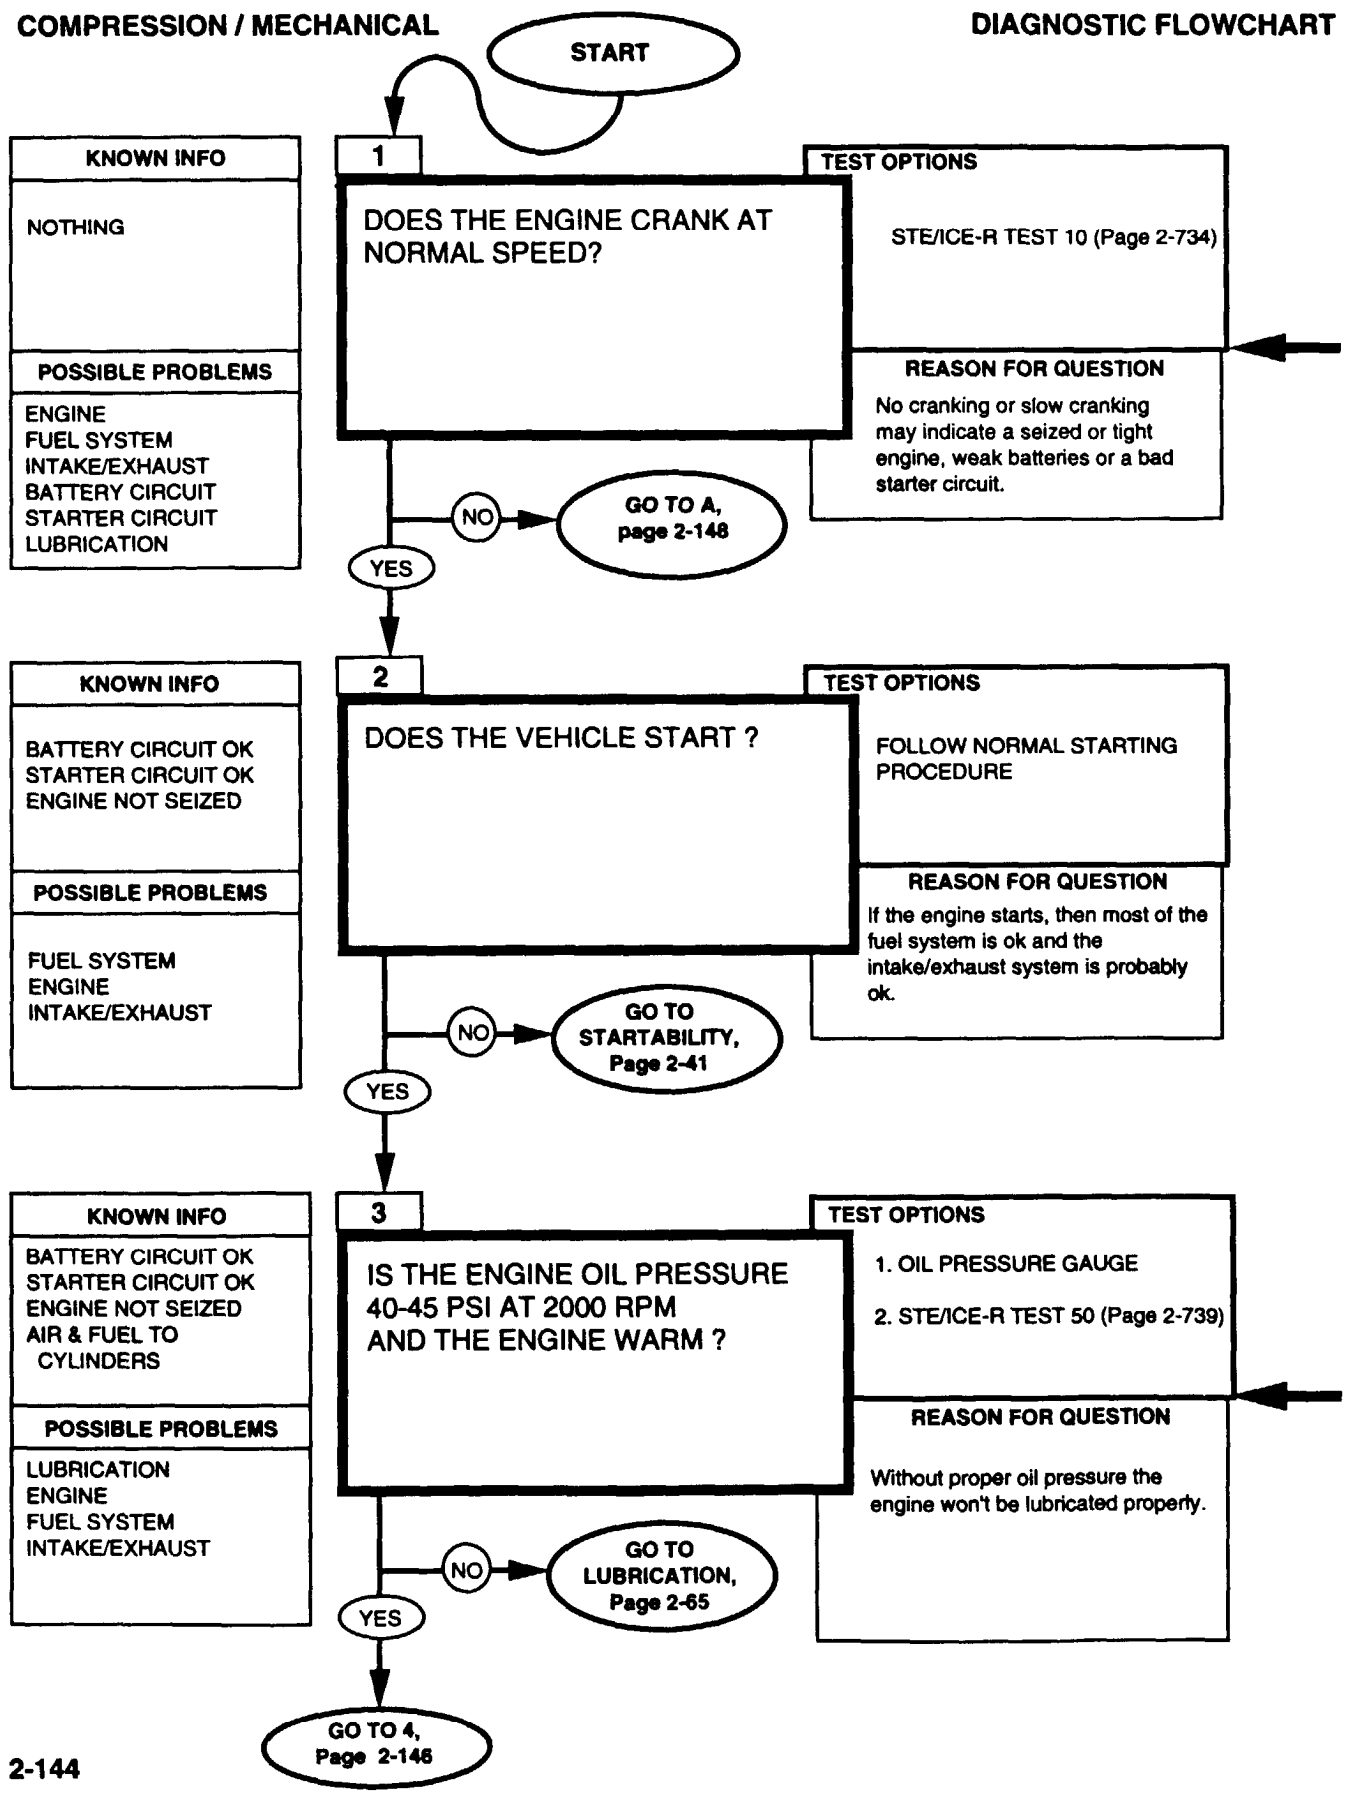 COMPRESSION / MECHANICAL
DIAGNOSTIC FLOWCHART
START
KNOWN INFO
NOTHING
POSSIBLE PROBLEMS
ENGINE
FUEL SYSTEM
INTAKE/EXHAUST
BATTERY CIRCUIT
STARTER CIRCUIT
LUBRICATION
1
DOES THE ENGINE CRANK AT
NORMAL SPEED?
TEST OPTIONS
STE/ICE-R TEST 10 (Page 2-734)
REASON FOR QUESTION
No cranking or slow cranking
may indicate a seized or tight
engine, weak batteries or a bad
starter circuit.
NO
GO TO A,
page 2-148
YES
KNOWN INFO
BATTERY CIRCUIT OK
STARTER CIRCUIT OK
ENGINE NOT SEIZED
POSSIBLE PROBLEMS
FUEL SYSTEM
ENGINE
INTAKE/EXHAUST
2
DOES THE VEHICLE START ?
TEST OPTIONS
FOLLOW NORMAL STARTING
PROCEDURE
REASON FOR QUESTION
If the engine starts, then most of the
fuel system is ok and the
intake/exhaust system is probably
ok.
NO
GO TO
STARTABILITY,
Page 2-41
YES
KNOWN INFO
BATTERY CIRCUIT OK
STARTER CIRCUIT OK
ENGINE NOT SEIZED
AIR & FUEL TO
CYLINDERS
POSSIBLE PROBLEMS
LUBRICATION
ENGINE
FUEL SYSTEM
INTAKE/EXHAUST
3
IS THE ENGINE OIL PRESSURE
40-45 PSI AT 2000 RPM
AND THE ENGINE WARM ?
TEST OPTIONS
1. OIL PRESSURE GAUGE
2. STE/ICE-R TEST 50 (Page 2-739)
REASON FOR QUESTION
Without proper oil pressure the
engine won't be lubricated properly.
NO
GO TO
LUBRICATION,
Page 2-65
YES
GO TO 4,
Page 2-146
2-144